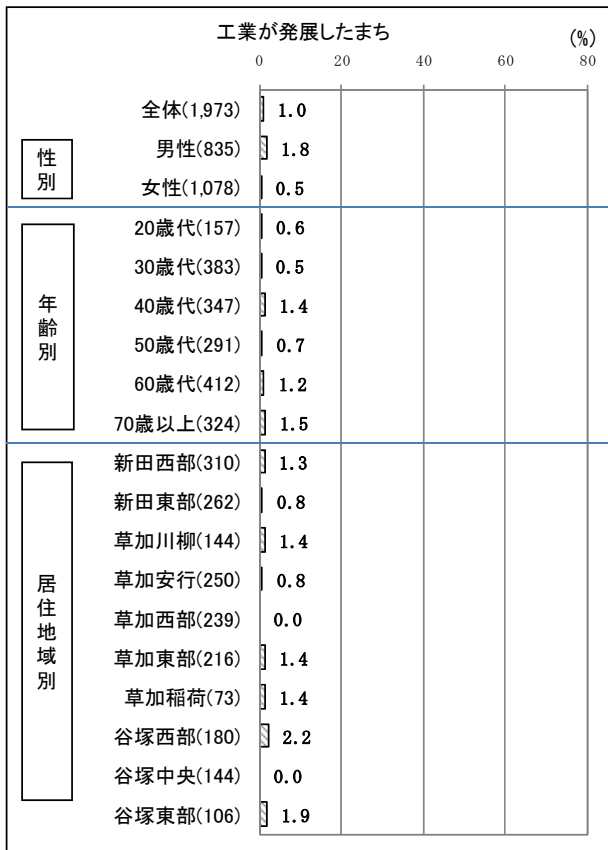 工業が発展したまち
(%)
0 20 40 60 80
全体(1,973) 1.0
性別
男性(835) 1.8
女性(1,078) 0.5
年齢別
20歳代(157) 0.6
30歳代(383) 0.5
40歳代(347) 1.4
50歳代(291) 0.7
60歳代(412) 1.2
70歳以上(324) 1.5
居住地域別
新田西部(310) 1.3
新田東部(262) 0.8
草加川柳(144) 1.4
草加安行(250) 0.8
草加西部(239) 0.0
草加東部(216) 1.4
草加稲荷(73) 1.4
谷塚西部(180) 2.2
谷塚中央(144) 0.0
谷塚東部(106) 1.9